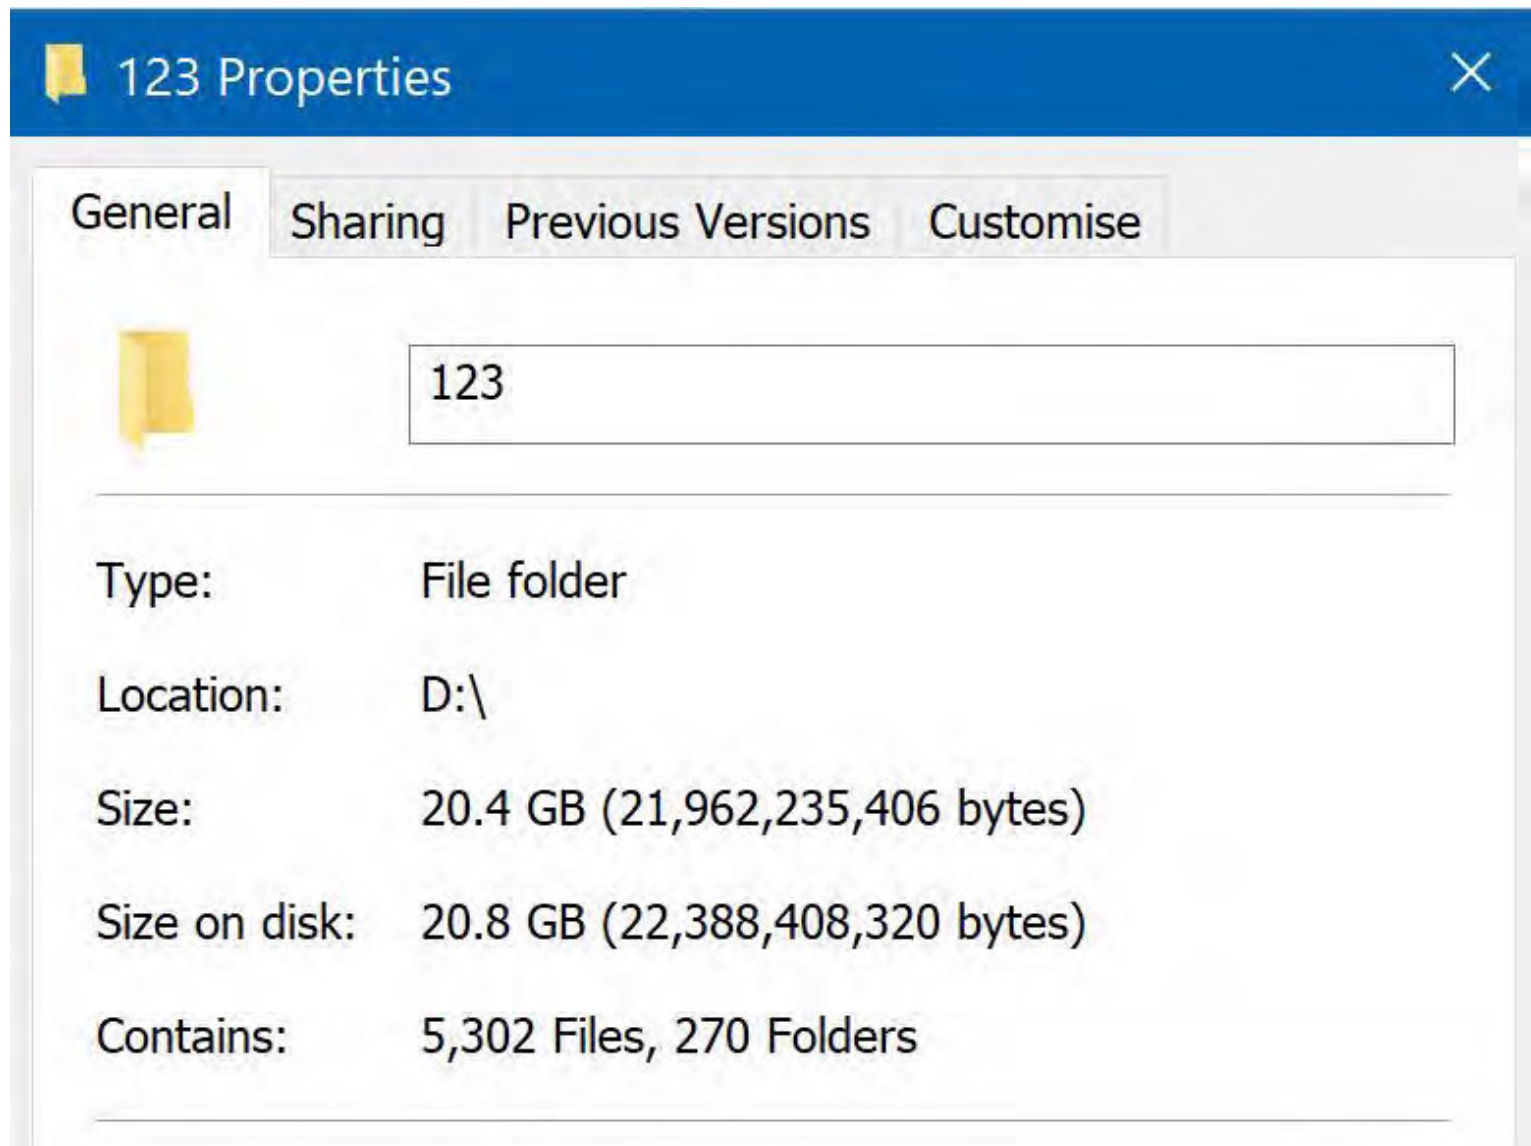 123 Properties
General Sharing Previous Versions Customise
123
Type: File folder
Location: D:\
Size: 20.4 GB (21,962,235,406 bytes)
Size on disk: 20.8 GB (22,388,408,320 bytes)
Contains: 5,302 Files, 270 Folders